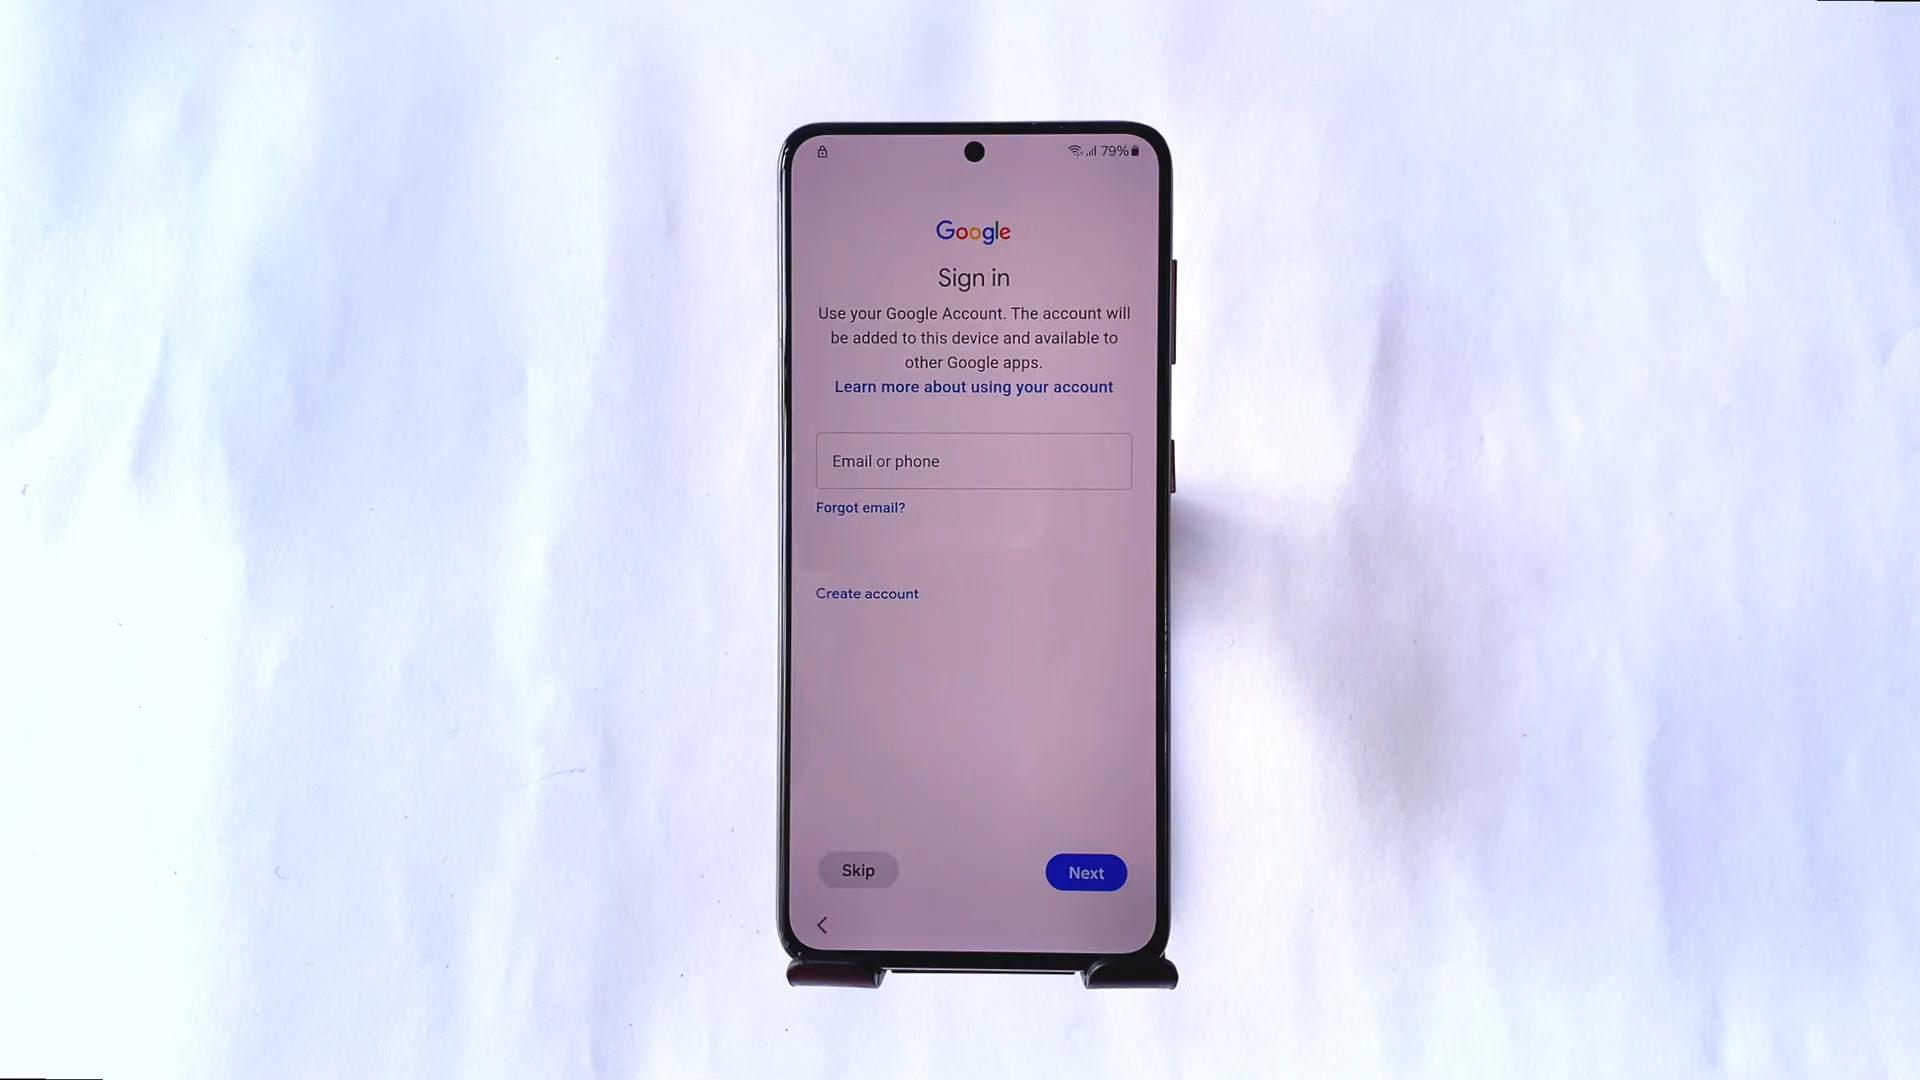 79%
Google
Sign in
Use your Google Account. The account will
be added to this device and available to
other Google apps.
Learn more about using your account
Email or phone
Forgot email?
Create account
Skip
Next